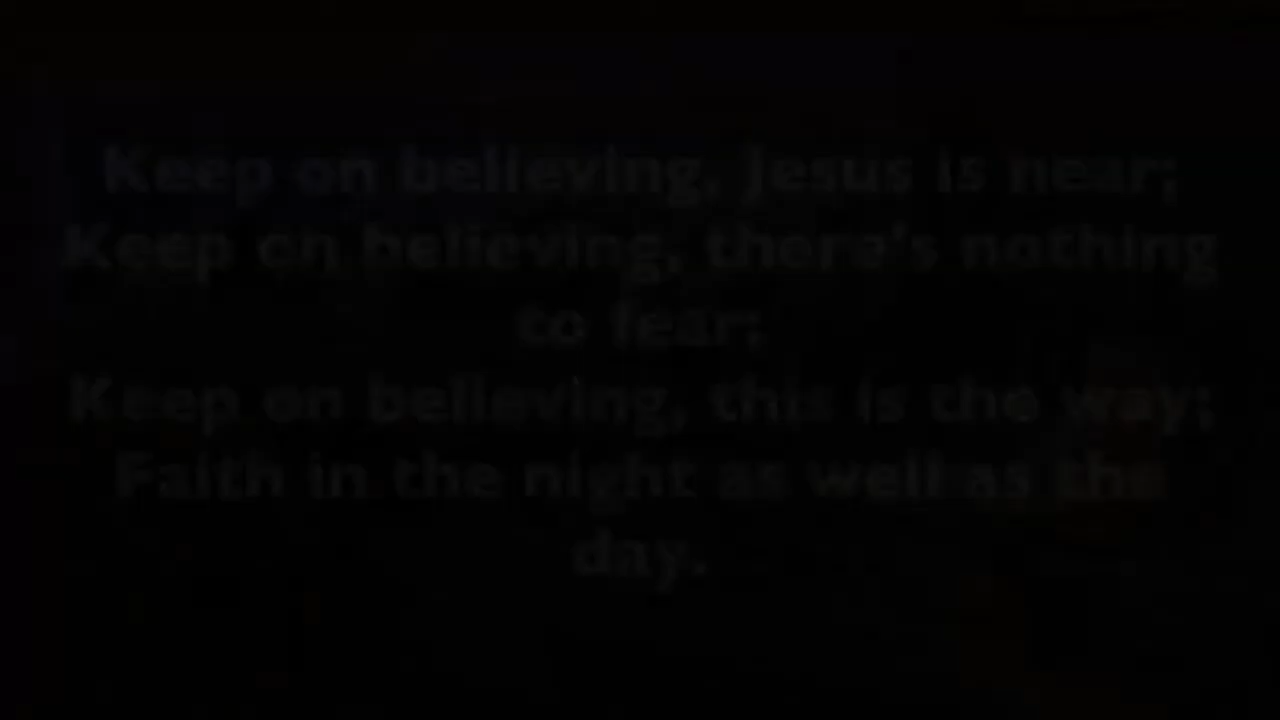 Keep on believing, Jesus is near;
Keep on believing, there's nothing
to fear;
Keep on believing, this is the way;
Faith in the night as well as the
day.